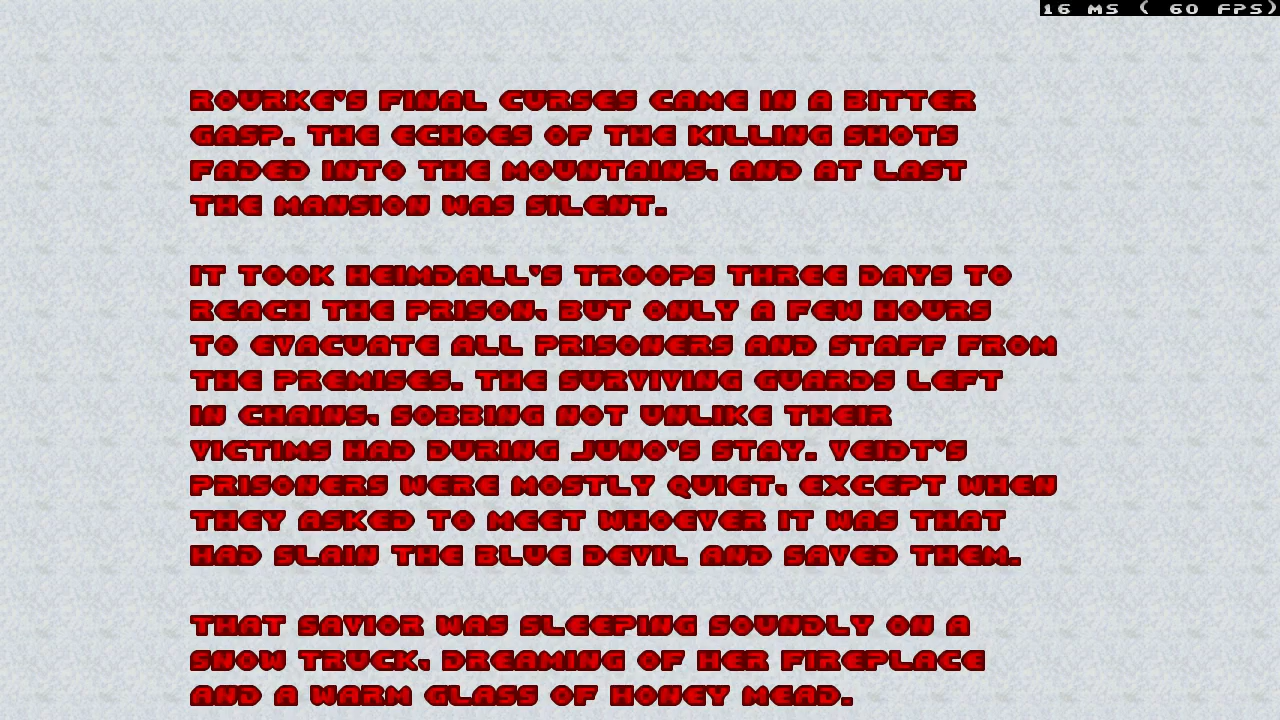 16 MS ( 60 FPS)
ROURKE'S FINAL CURSES CAME IN A BITTER
GASP. THE ECHOES OF THE KILLING SHOTS
FADED INTO THE MOUNTAINS, AND AT LAST
THE MANSION WAS SILENT.
IT TOOK HEIMDALL'S TROOPS THREE DAYS TO
REACH THE PRISON, BUT ONLY A FEW HOURS
TO EVACUATE ALL PRISONERS AND STAFF FROM
THE PREMISES. THE SURVIVING GUARDS LEFT
IN CHAINS, SOBBING NOT UNLIKE THEIR
VICTIMS HAD DURING JUNO'S STAY. VEIDT'S
PRISONERS WERE MOSTLY QUIET, EXCEPT WHEN
THEY ASKED TO MEET WHOEVER IT WAS THAT
HAD SLAIN THE BLUE DEVIL AND SAVED THEM.
THAT SAVIOR WAS SLEEPING SOUNDLY ON A
SNOW TRUCK, DREAMING OF HER FIREPLACE
AND A WARM GLASS OF HONEY MEAD.